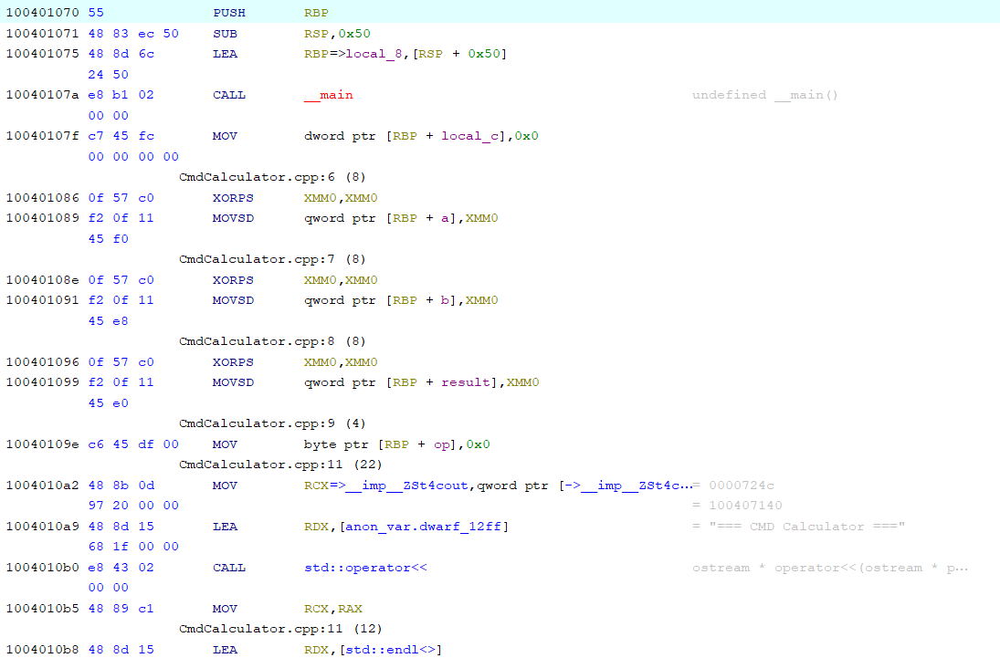 100401070 55 PUSH RBP
100401071 48 83 ec 50 SUB RSP,0x50
100401075 48 8d 6c LEA RBP=>local_8,[RSP + 0x50]
24 50
10040107a e8 b1 02 CALL __main undefined __main()
00 00
10040107f c7 45 fc MOV dword ptr [RBP + local_c],0x0
00 00 00 00
CmdCalculator.cpp:6 (8)
100401086 0f 57 c0 XORPS XMM0,XMM0
100401089 f2 0f 11 MOVSD qword ptr [RBP + a],XMM0
45 f0
CmdCalculator.cpp:7 (8)
10040108e 0f 57 c0 XORPS XMM0,XMM0
100401091 f2 0f 11 MOVSD qword ptr [RBP + b],XMM0
45 e8
CmdCalculator.cpp:8 (8)
100401096 0f 57 c0 XORPS XMM0,XMM0
100401099 f2 0f 11 MOVSD qword ptr [RBP + result],XMM0
45 e0
CmdCalculator.cpp:9 (4)
10040109e c6 45 df 00 MOV byte ptr [RBP + op],0x0
CmdCalculator.cpp:11 (22)
1004010a2 48 8b 0d MOV RCX=>__imp__ZSt4cout,qword ptr [->__imp__ZSt4c... = 0000724c
97 20 00 00 = 100407140
1004010a9 48 8d 15 LEA RDX,[anon_var.dwarf_12ff] = "=== CMD Calculator ==="
68 1f 00 00
1004010b0 e8 43 02 CALL std::operator<< ostream * operator<<(ostream * p...
00 00
1004010b5 48 89 c1 MOV RCX,RAX
CmdCalculator.cpp:11 (12)
1004010b8 48 8d 15 LEA RDX,[std::endl<>]